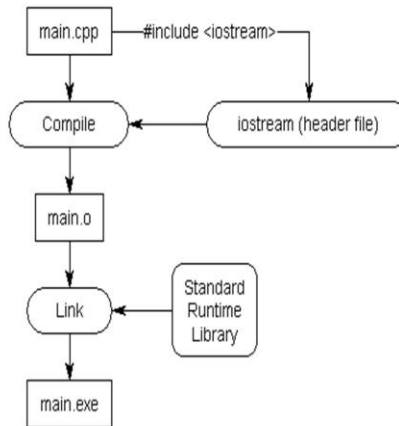 main.cpp
#include <iostream>
Compile
iostream (header file)
main.o
Link
Standard
Runtime
Library
main.exe